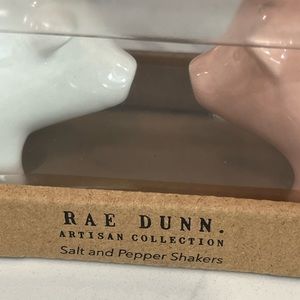 RAE DUNN.
ARTISAN COLLECTION
Salt and Pepper Shakers